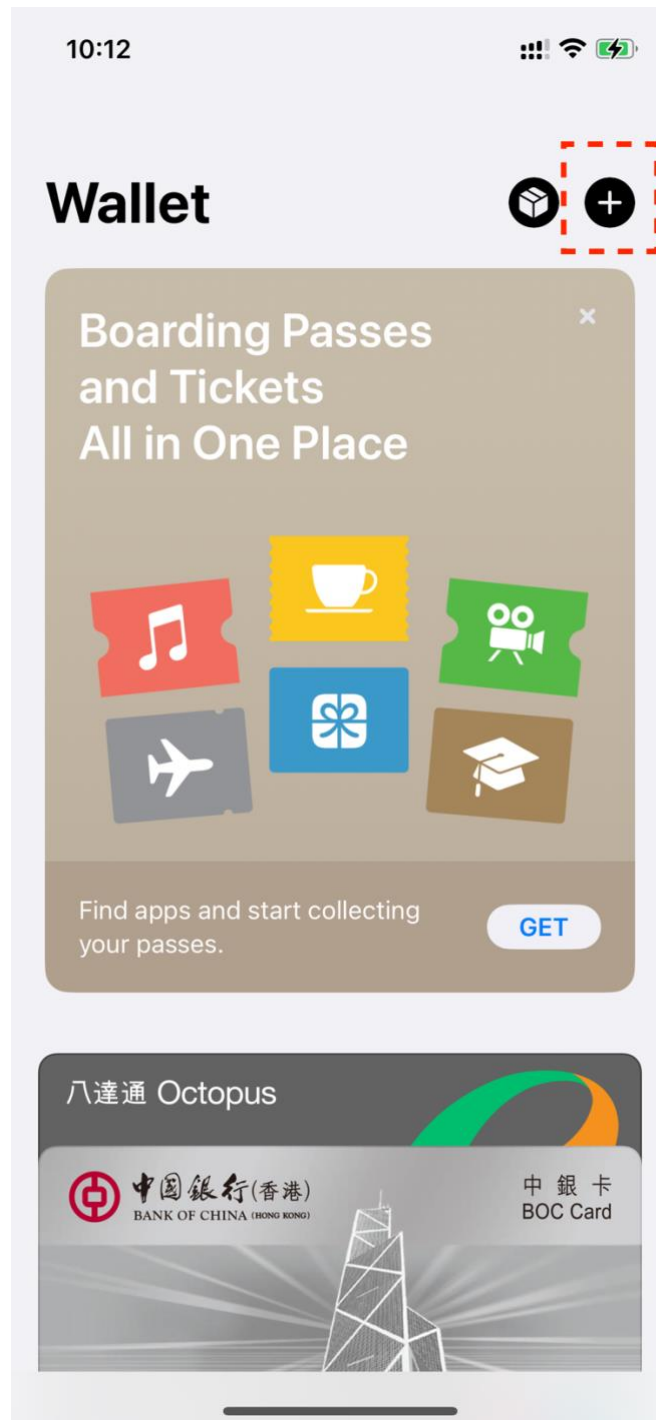 10:12
Wallet
Boarding Passes
and Tickets
All in One Place
Find apps and start collecting
your passes.
GET
八達通 Octopus
中国銀行(香港)
BANK OF CHINA (HONG KONG)
中銀卡
BOC Card